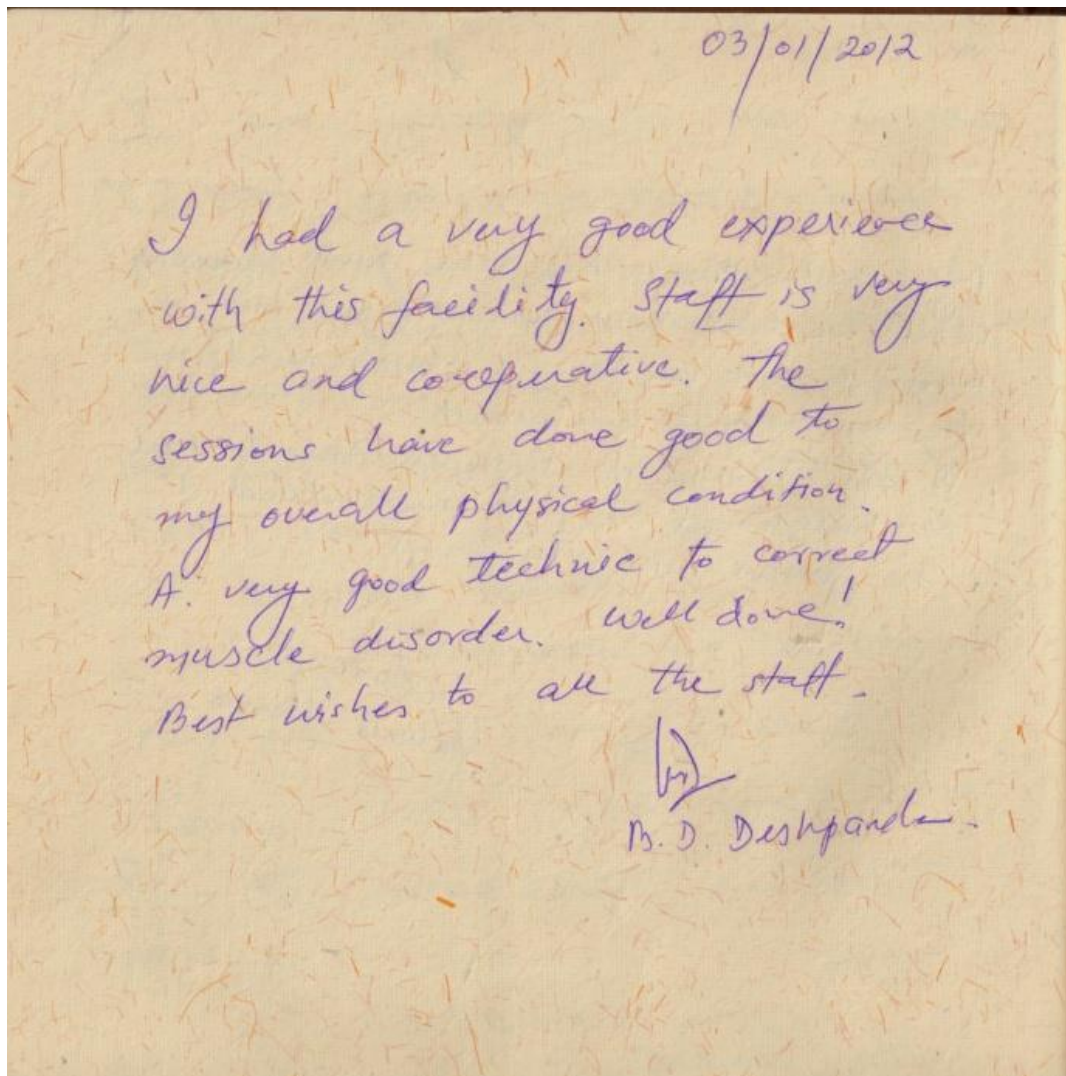 03/01/2012
I had a very good experience
with this facility. Staff is very
nice and cooperative. The
sessions have done good to
my overall physical condition.
A. very good technic to correct
muscle disorder. Well done!
Best wishes to all the staff.
B. D. Deshpande.